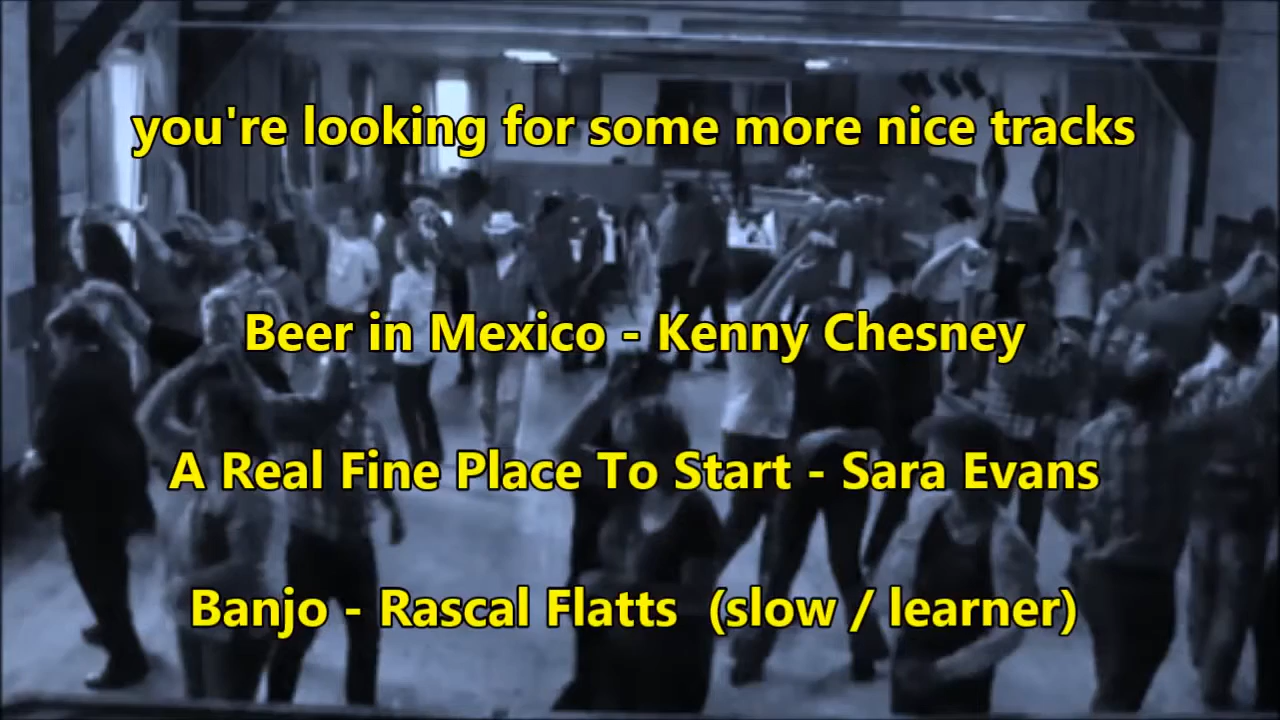 you're looking for some more nice tracks
Beer in Mexico - Kenny Chesney
A Real Fine Place To Start - Sara Evans
Banjo - Rascal Flatts  (slow / learner)